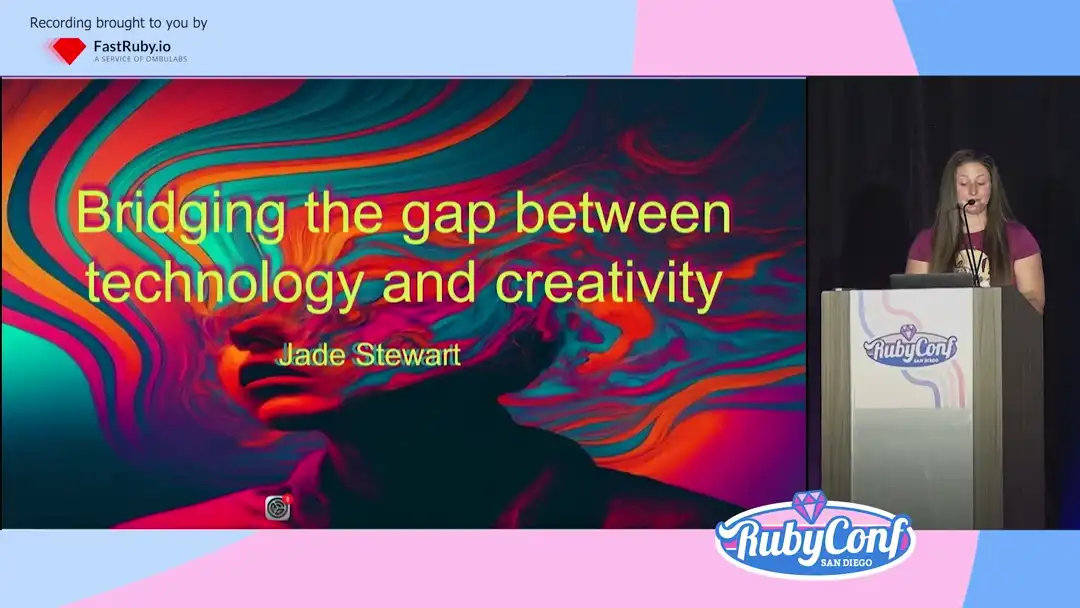 Recording brought to you by
FastRuby.io
A SERVICE OF OMBULABS
Bridging the gap between
technology and creativity
Jade Stewart
RubyConf
SAN DIEGO
RubyConf
SAN DIEGO